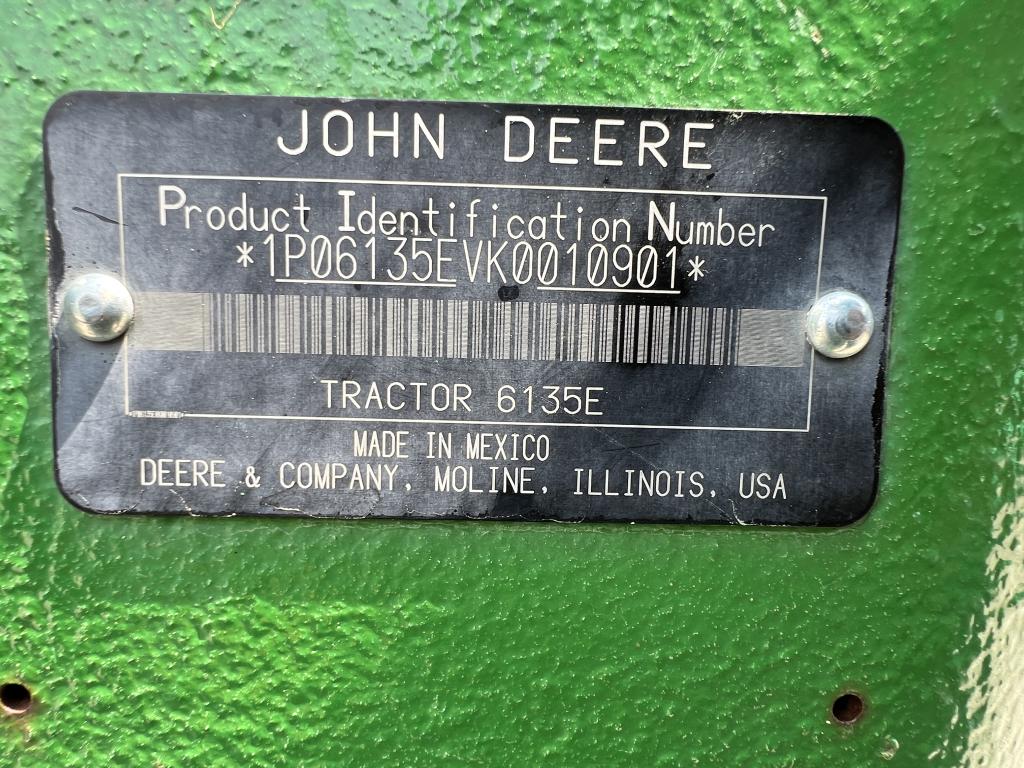 JOHN DEERE
Product Identification Number
*1P06135EVK0010901*
TRACTOR 6135E
MADE IN MEXICO
DEERE & COMPANY, MOLINE, ILLINOIS, USA